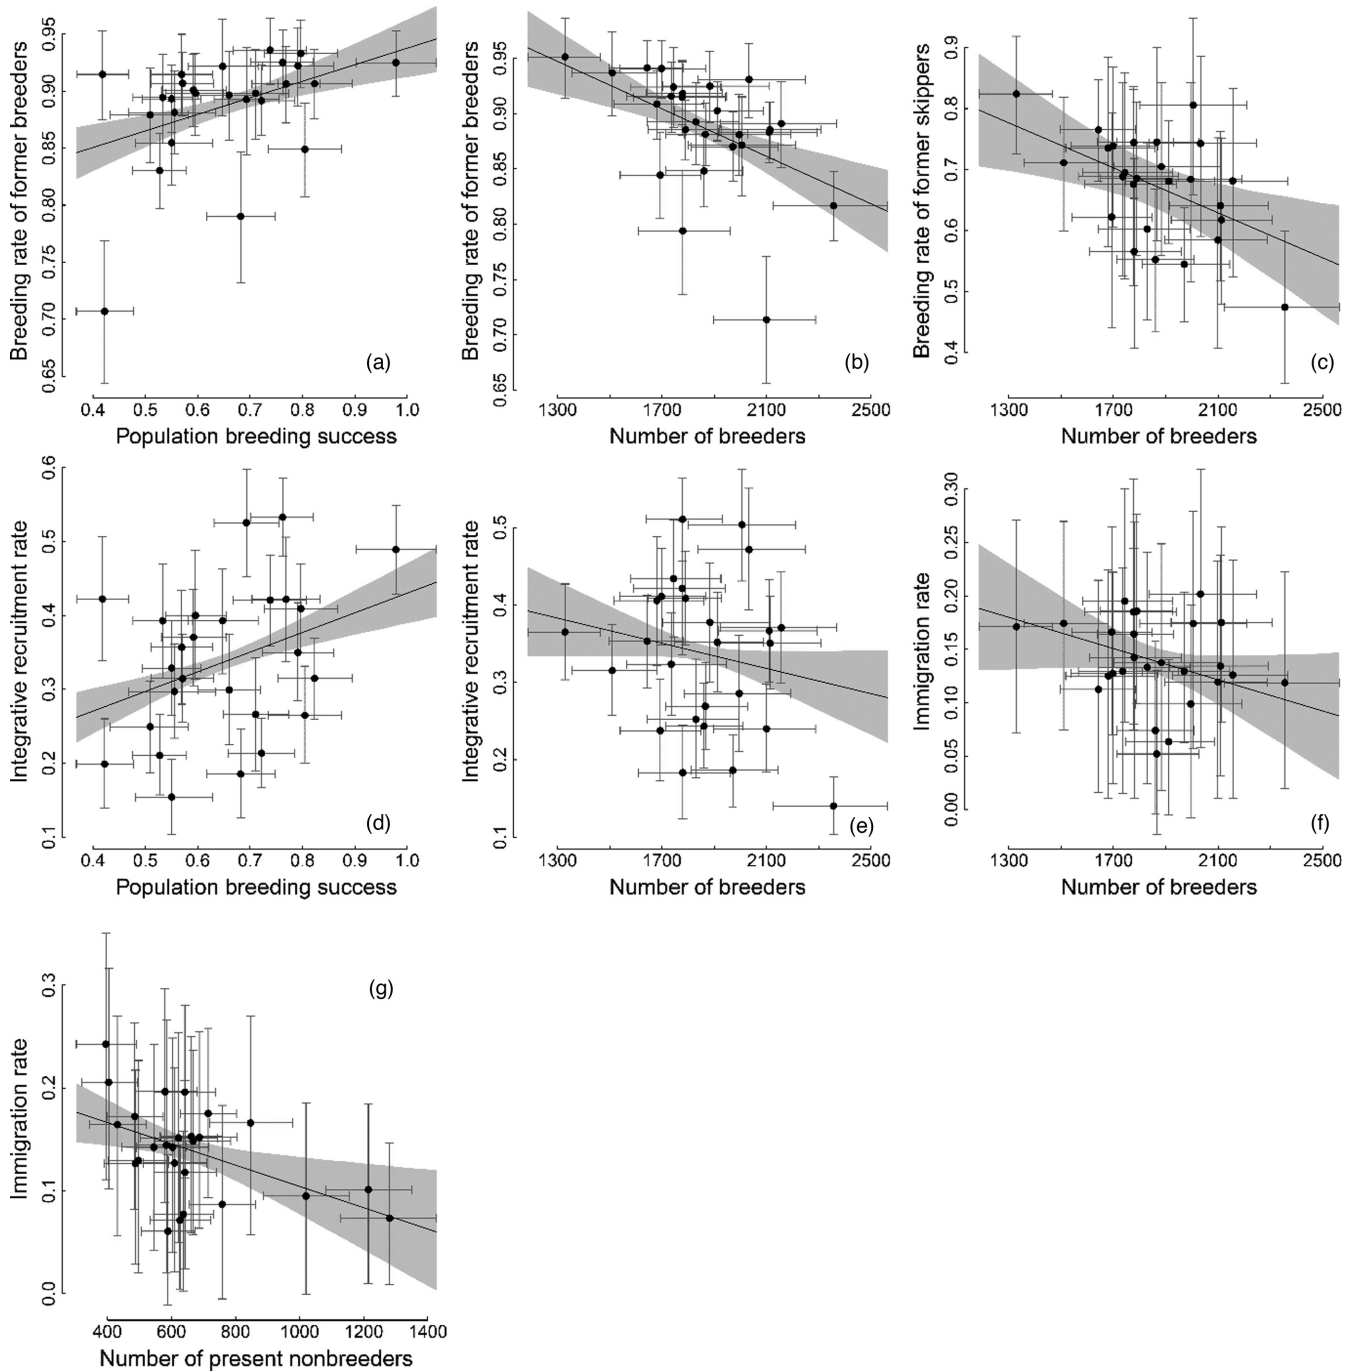 Breeding rate of former breeders
0.95
0.90
0.85
0.80
0.75
0.70
0.65
(a)
0.4 0.5 0.6 0.7 0.8 0.9 1.0
Population breeding success
Breeding rate of former breeders
0.95
0.90
0.85
0.80
0.75
0.70
0.65
(b)
1300 1700 2100 2500
Number of breeders
Breeding rate of former skippers
0.9
0.8
0.7
0.6
0.5
0.4
(c)
1300 1700 2100 2500
Number of breeders
Integrative recruitment rate
0.6
0.5
0.4
0.3
0.2
0.1
(d)
0.4 0.5 0.6 0.7 0.8 0.9 1.0
Population breeding success
Integrative recruitment rate
0.5
0.4
0.3
0.2
0.1
(e)
1300 1700 2100 2500
Number of breeders
Immigration rate
0.30
0.25
0.20
0.15
0.10
0.05
0.00
(f)
1300 1700 2100 2500
Number of breeders
Immigration rate
0.3
0.2
0.1
0.0
(g)
400 600 800 1000 1200 1400
Number of present nonbreeders